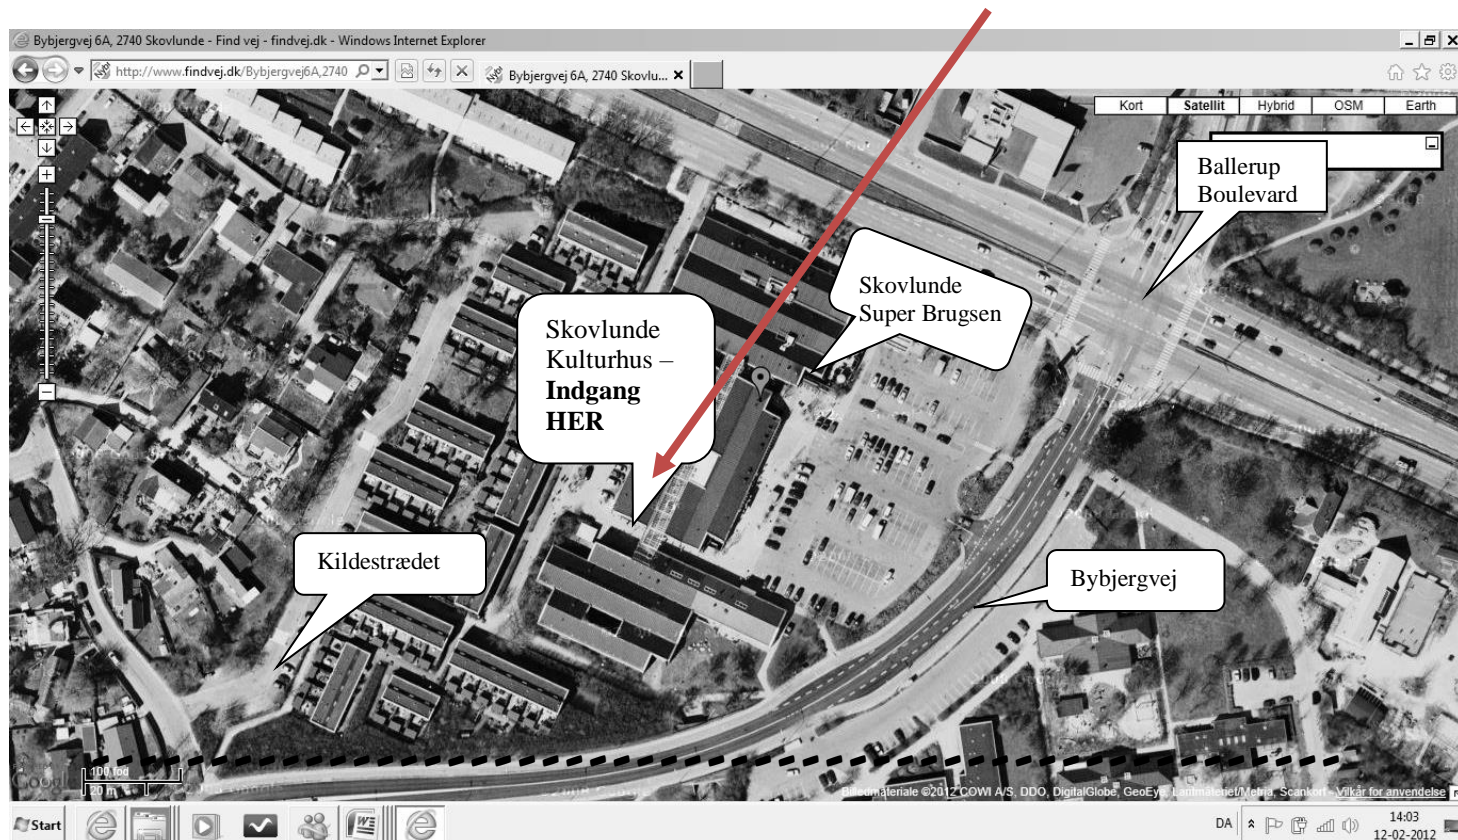 Bybjergvej 6A, 2740 Skovlunde - Find vej - findvej.dk - Windows Internet Explorer
http://www.findvej.dk/Bybjergvej6A,2740
Bybjergvej 6A, 2740 Skovlu...
Kort Satellit Hybrid OSM Earth
Ballerup
Boulevard
Skovlunde
Super Brugsen
Skovlunde
Kulturhus –
Indgang
HER
Kildestrædet
Bybjergvej
100 fod
20 m
Billedmateriale ©2012 COWI A/S, DDO, DigitalGlobe, GeoEye, Lantmäteriet/Metria, Scankort - Vilkår for anvendelse
Start
DA
14:03
12-02-2012